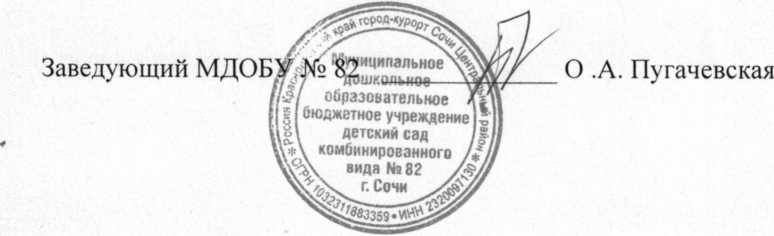 Заведующий МДОБУ № 82 О .А. Пугачевская
Россия Краснодарский край город-курорт Сочи Центральный район * ОГРН 1032311683359 • ИНН 2320097130 *
Муниципальное
дошкольное
образовательное
бюджетное учреждение
детский сад
комбинированного
вида № 82
г. Сочи